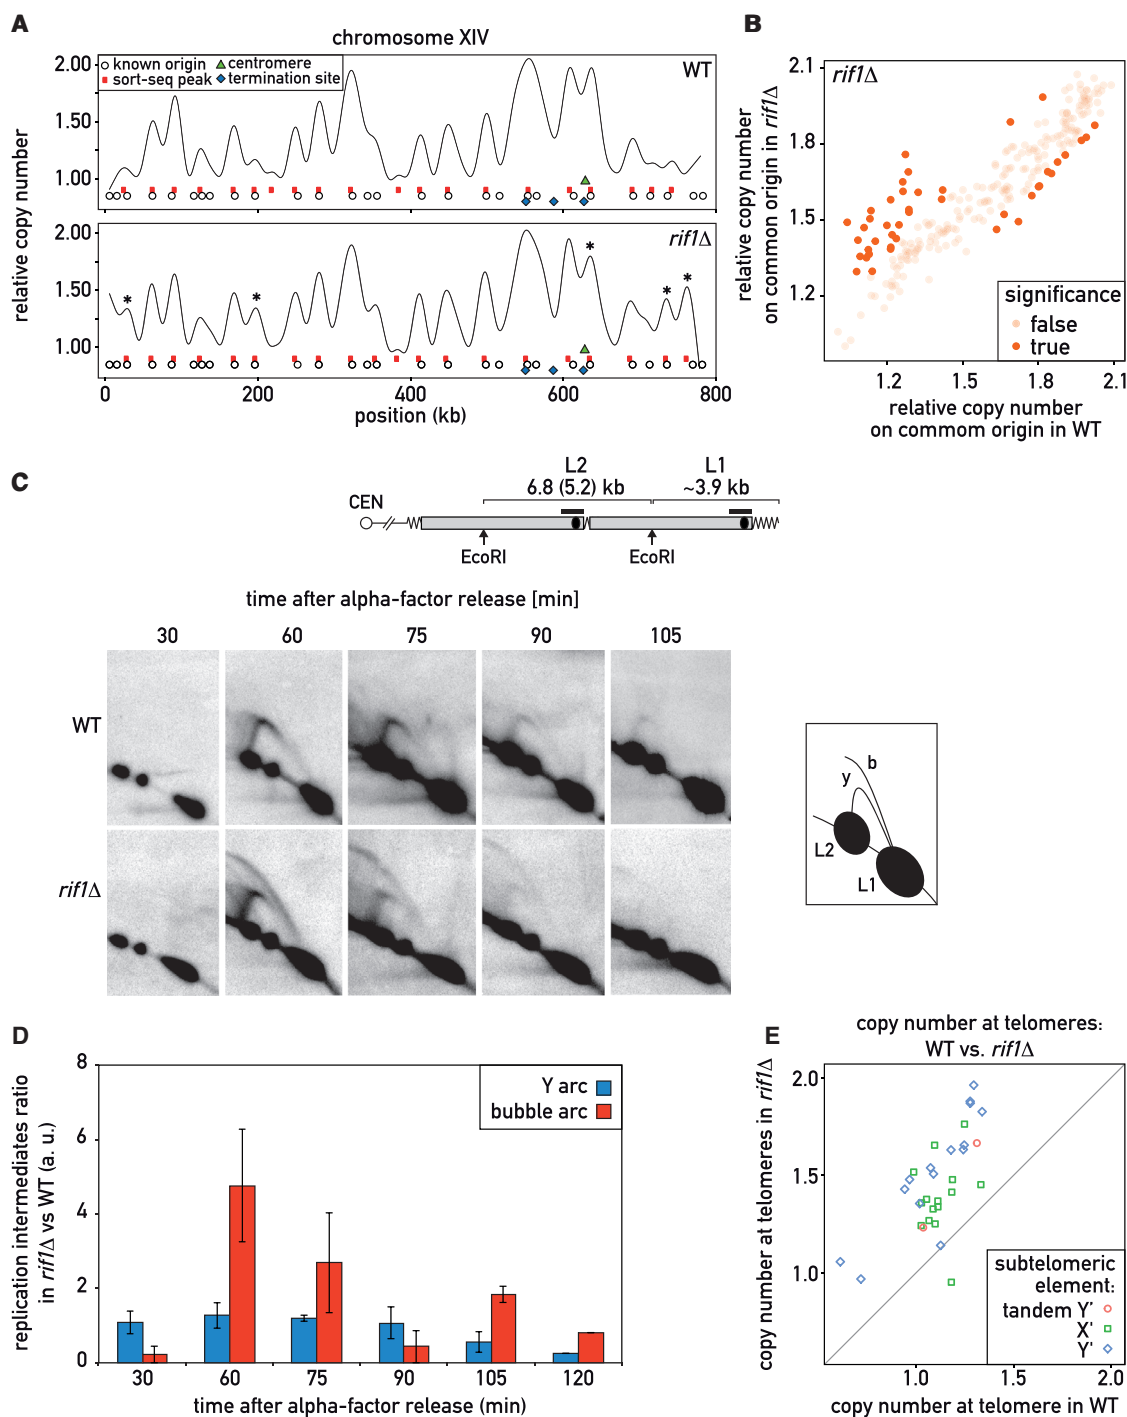 A
chromosome XIV
relative copy number
2.00
1.50
1.00
known origin
centromere
sort-seq peak
termination site
WT
0
200
400
600
2.00
1.50
1.00
rif1Δ
*
*
*
*
*
0
200
400
600
800
position (kb)
B
rif1Δ
relative copy number
on common origin in rif1Δ
2.1
1.8
1.5
1.2
significance
false
true
1.2
1.5
1.8
2.1
relative copy number
on commom origin in WT
C
L2
L1
6.8 (5.2) kb
~3.9 kb
CEN
EcoRI
EcoRI
time after alpha-factor release [min]
30
60
75
90
105
WT
rif1Δ
b
y
L2
L1
D
replication intermediates ratio
in rif1Δ vs WT (a. u.)
8
6
4
2
0
Y arc
bubble arc
30
60
75
90
105
120
time after alpha-factor release (min)
E
copy number at telomeres:
WT vs. rif1Δ
copy number at telomeres in rif1Δ
2.0
1.5
1.0
subtelomeric
element:
tandem Y'
X'
Y'
1.0
1.5
2.0
copy number at telomere in WT